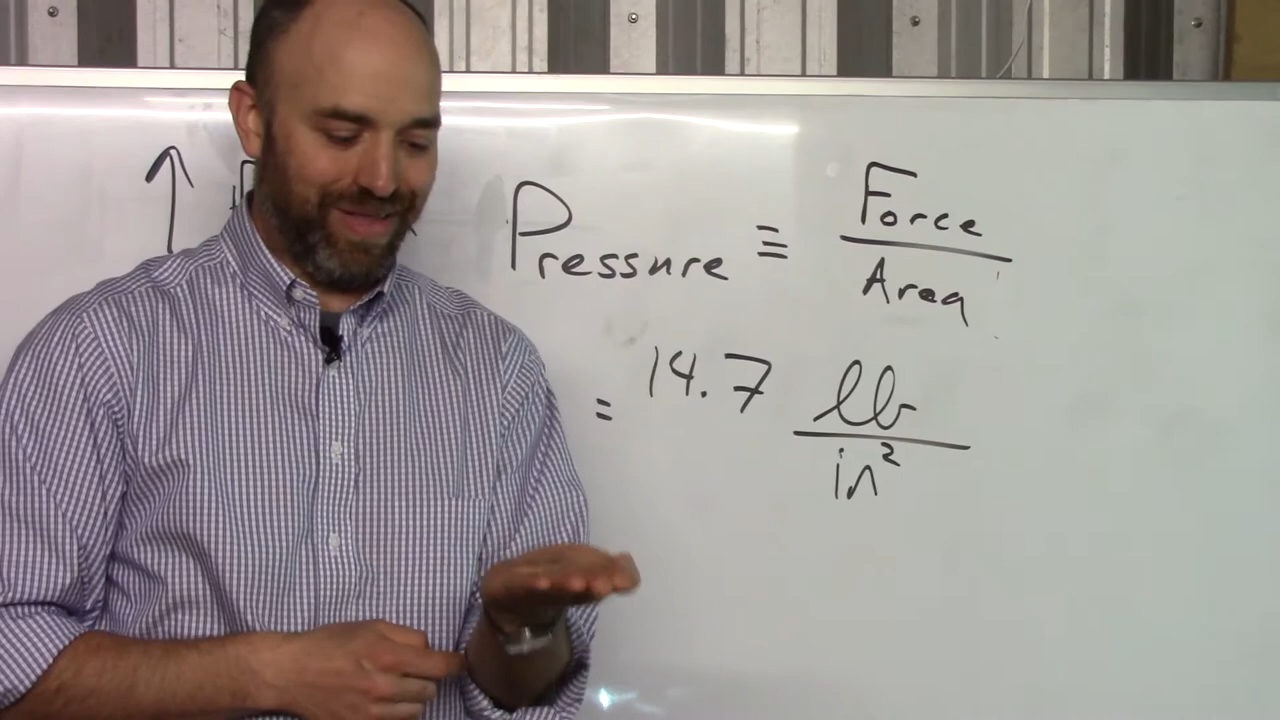 Pressure ≡ Force / Area
= 14.7 lb / in²